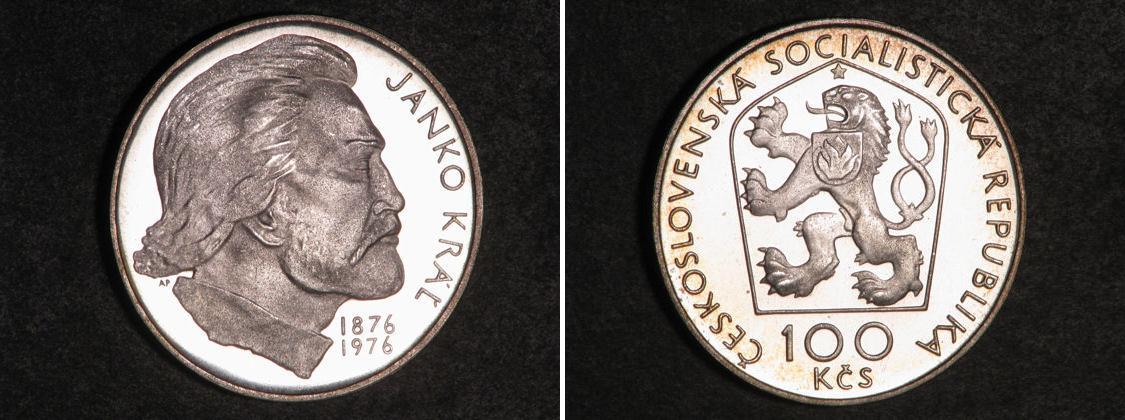 JANKO KRÁĽ
AP
1876
1976
ČESKOSLOVENSKÁ SOCIALISTICKÁ REPUBLIKA
100
KČS